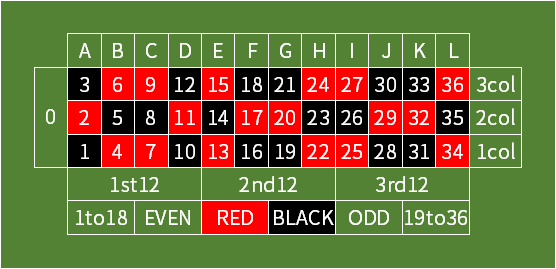 A B C D E F G H I J K L
3 6 9 12 15 18 21 24 27 30 33 36 3col
0 2 5 8 11 14 17 20 23 26 29 32 35 2col
1 4 7 10 13 16 19 22 25 28 31 34 1col
1st12 2nd12 3rd12
1to18 EVEN RED BLACK ODD 19to36